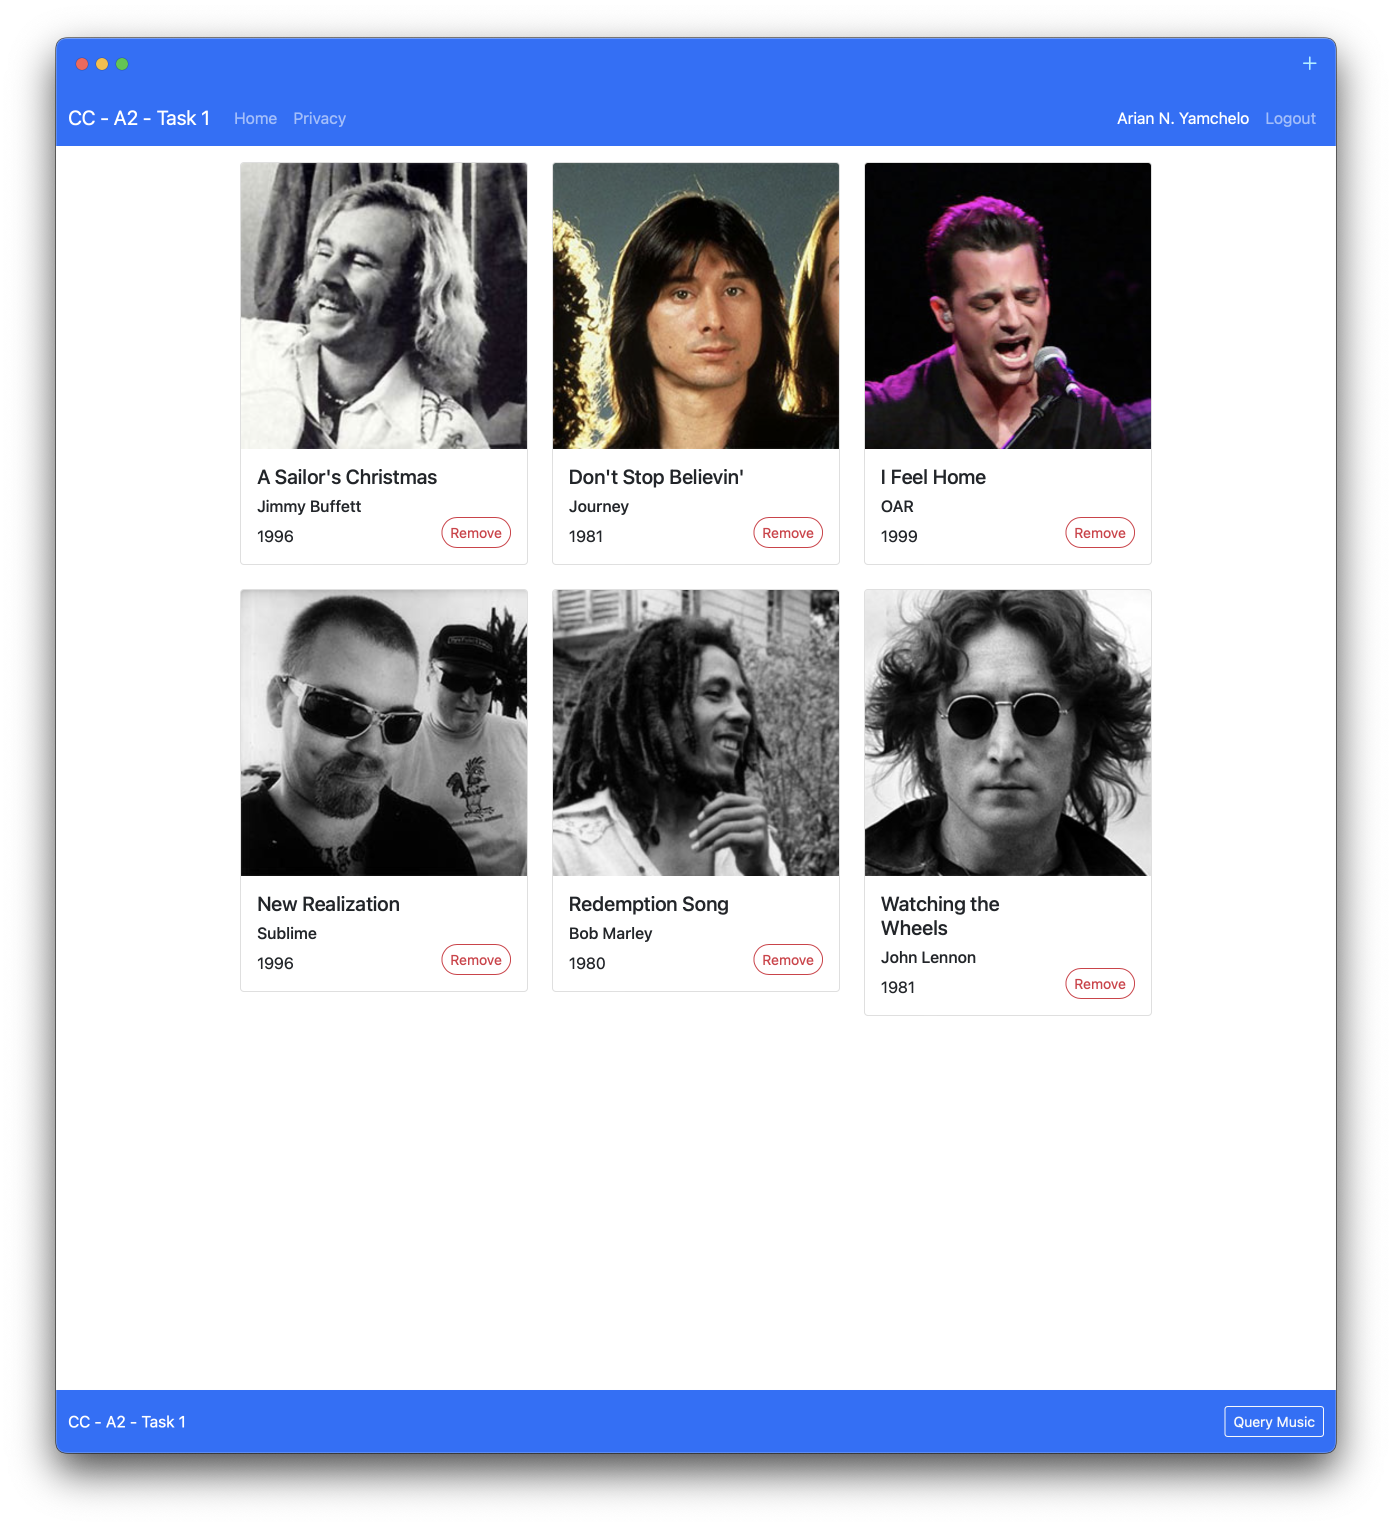 CC - A2 - Task 1
Home
Privacy
Arian N. Yamchelo
Logout
A Sailor's Christmas
Jimmy Buffett
1996
Remove
Don't Stop Believin'
Journey
1981
Remove
I Feel Home
OAR
1999
Remove
New Realization
Sublime
1996
Remove
Redemption Song
Bob Marley
1980
Remove
Watching the
Wheels
John Lennon
1981
Remove
CC - A2 - Task 1
Query Music